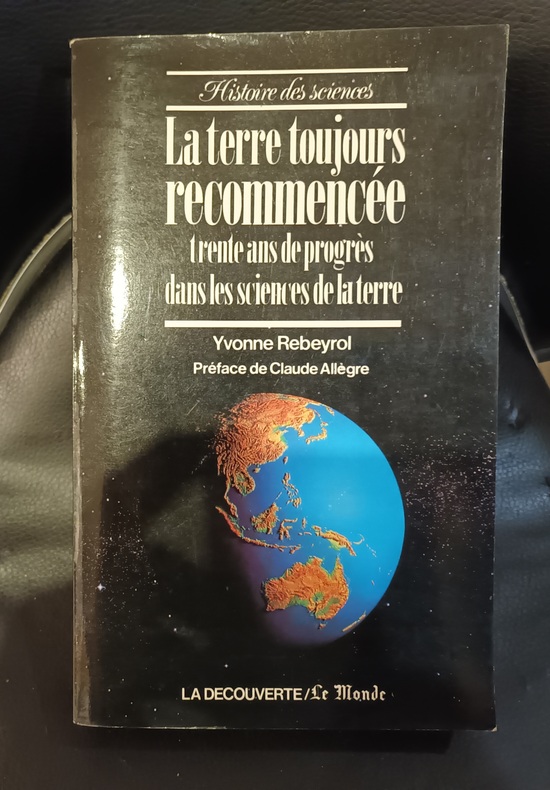 Histoire des sciences
La terre toujours
recommencée
trente ans de progrès
dans les sciences de la terre
Yvonne Rebeyrol
Préface de Claude Allègre
LA DECOUVERTE/Le Monde